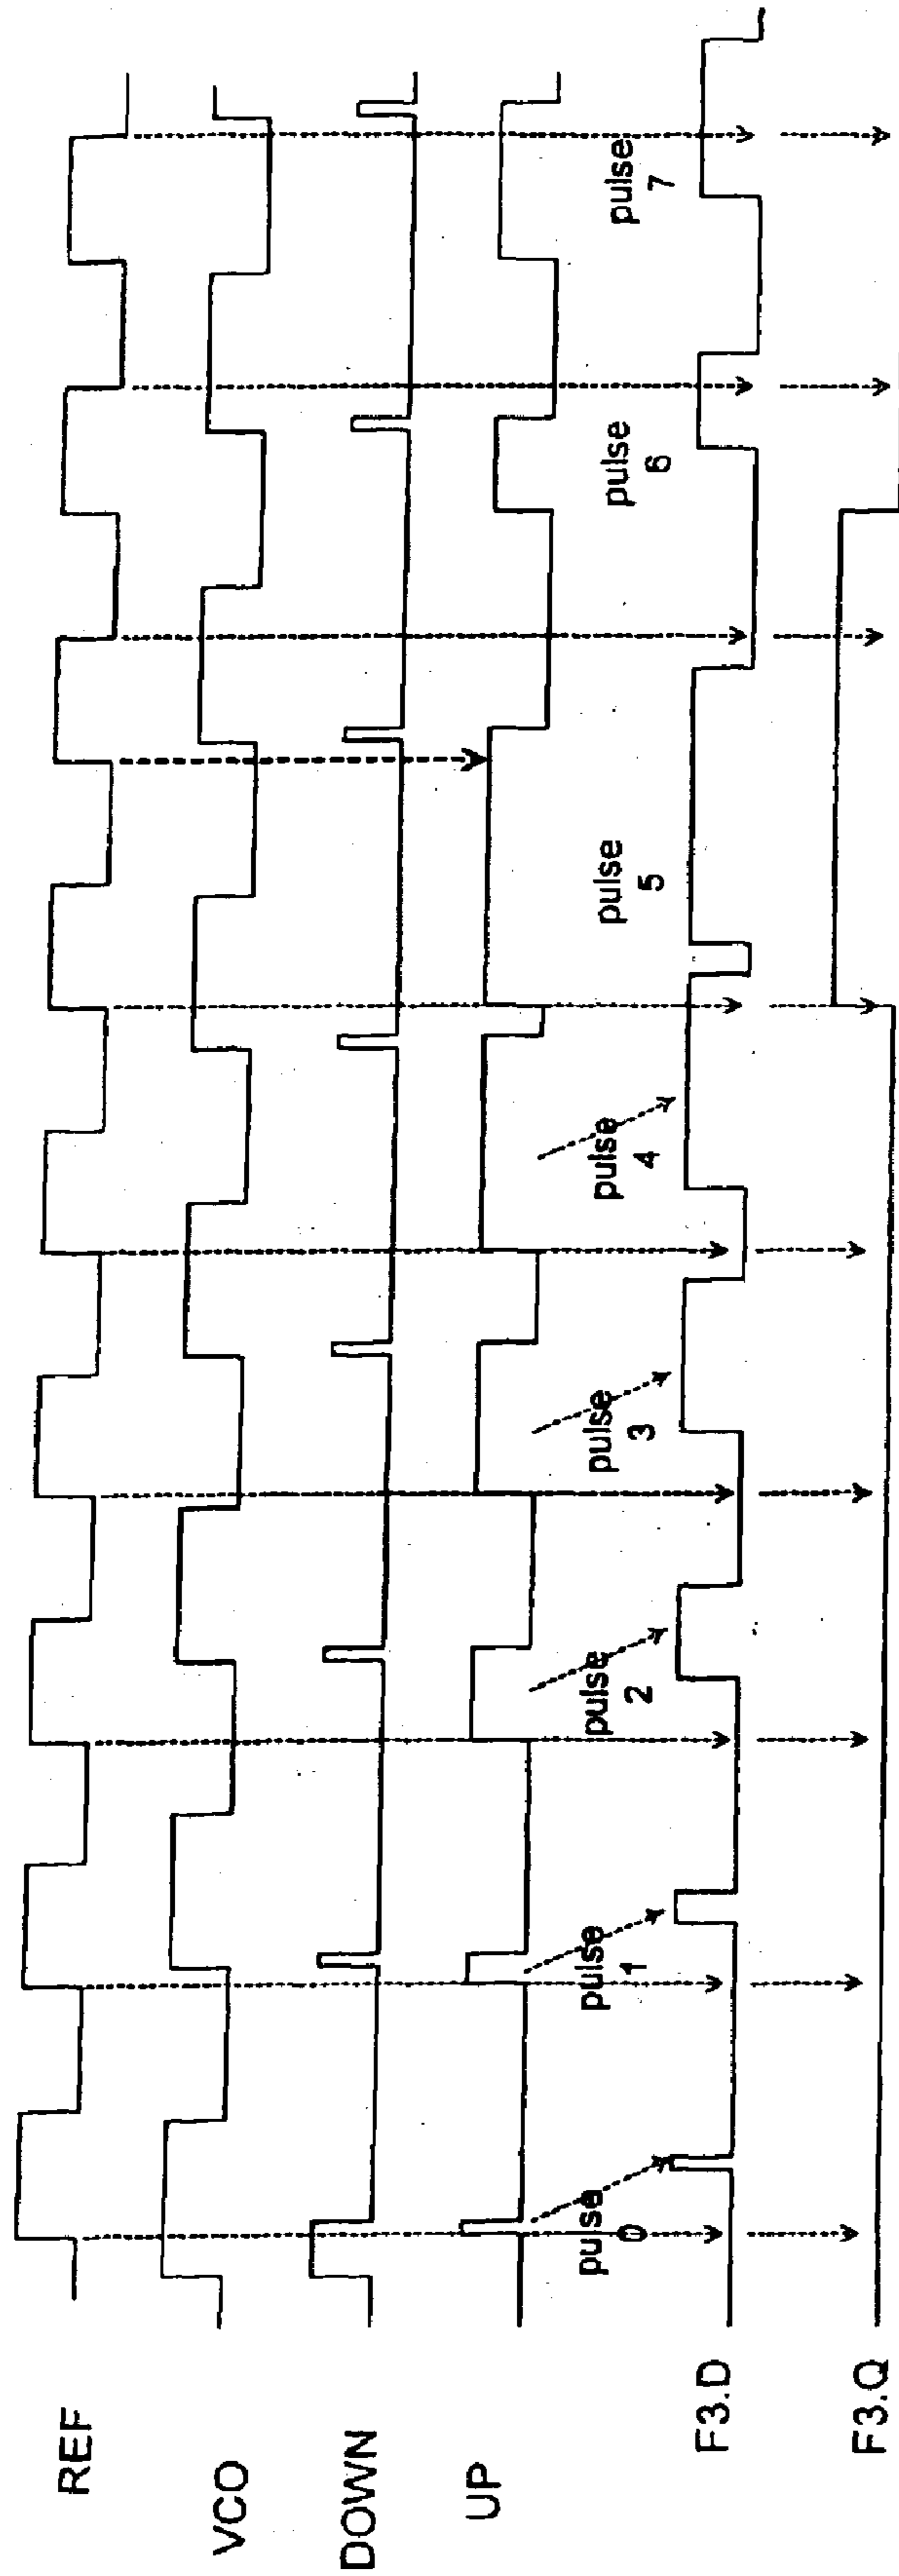 REF
VCO
DOWN
UP
pulse
0
pulse
1
pulse
2
pulse
3
pulse
4
pulse
5
pulse
6
pulse
7
F3.D
F3.Q